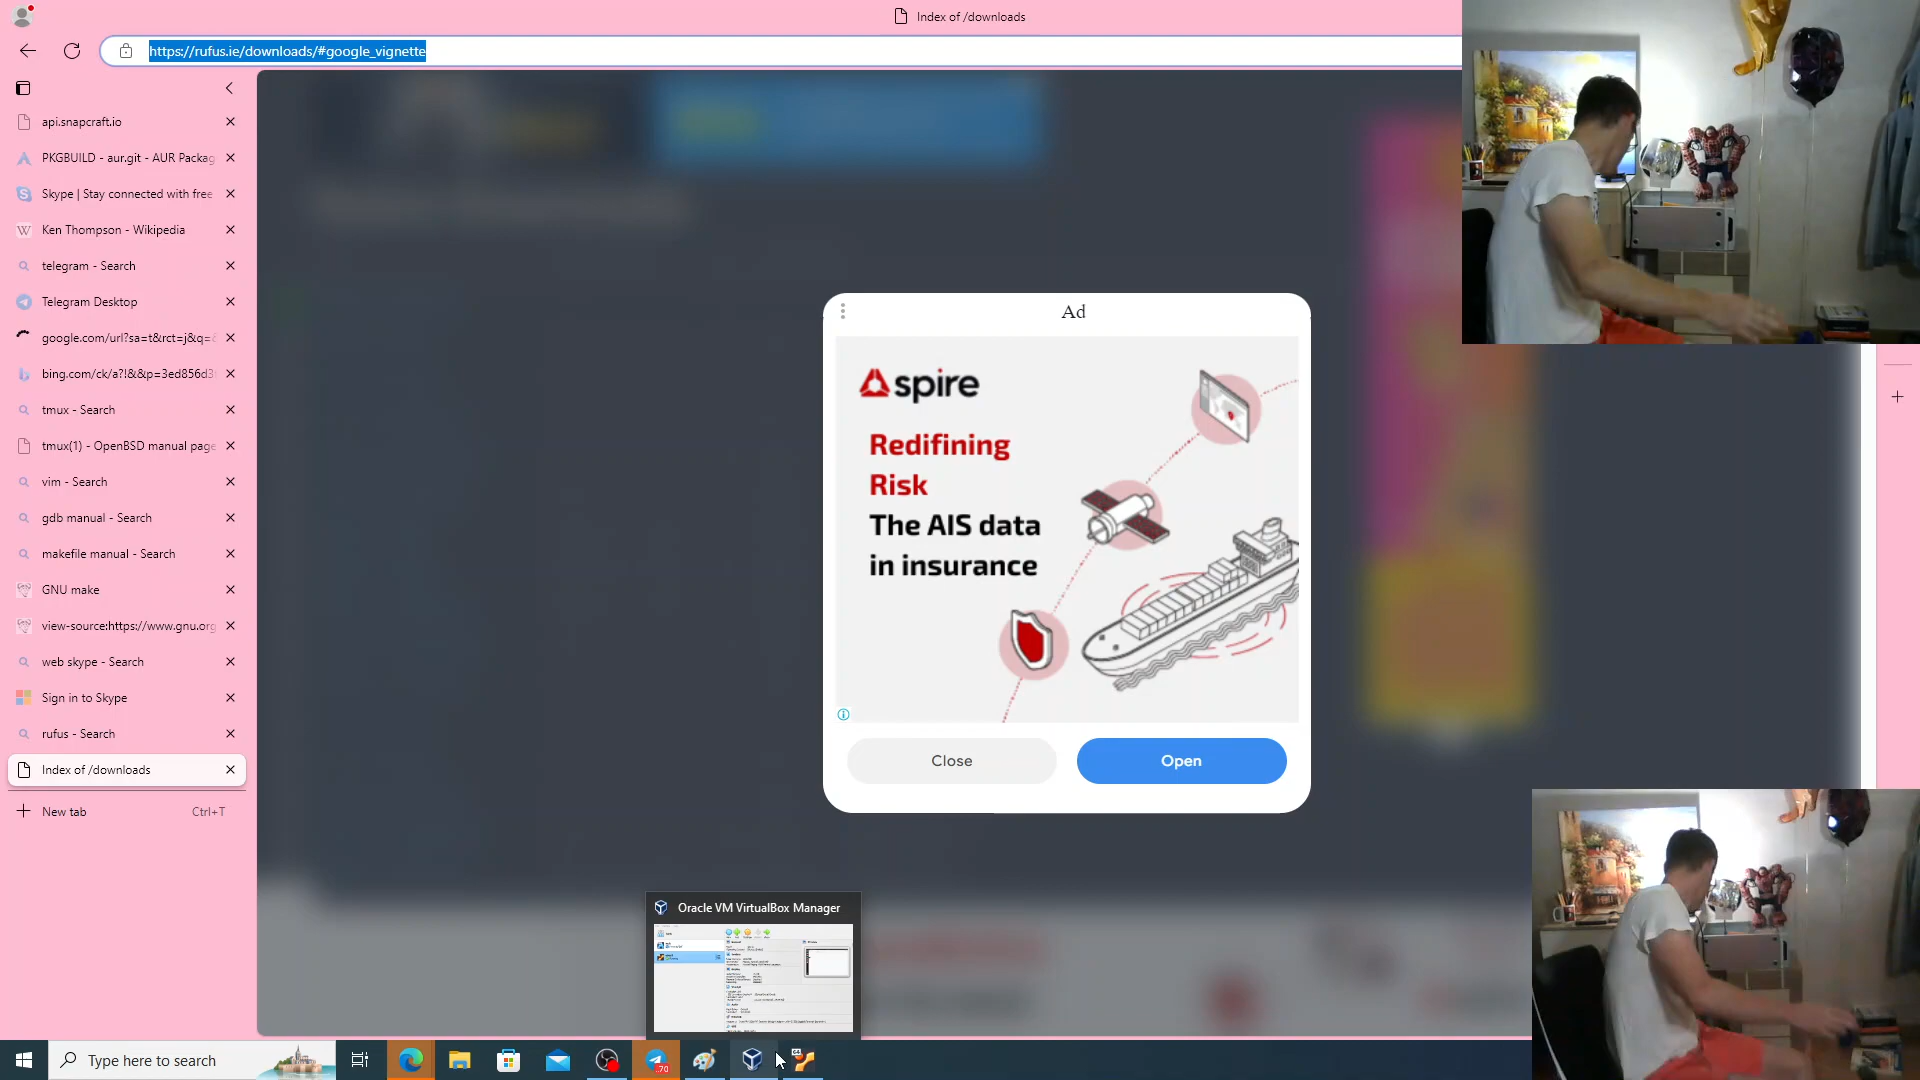 Index of /downloads
https://rufus.ie/downloads/#google_vignette
api.snapcraft.io
PKGBUILD - aur.git - AUR Packag
Skype | Stay connected with free
Ken Thompson - Wikipedia
telegram - Search
Telegram Desktop
google.com/url?sa=t&rct=j&q=
bing.com/ck/a?!&&p=3ed856d3
tmux - Search
tmux(1) - OpenBSD manual page
vim - Search
gdb manual - Search
makefile manual - Search
GNU make
view-source:https://www.gnu.org
web skype - Search
Sign in to Skype
rufus - Search
Index of /downloads
New tab
Ctrl+T
Ad
spire
Redifining
Risk
The AIS data
in insurance
Close
Open
Oracle VM VirtualBox Manager
Type here to search
70